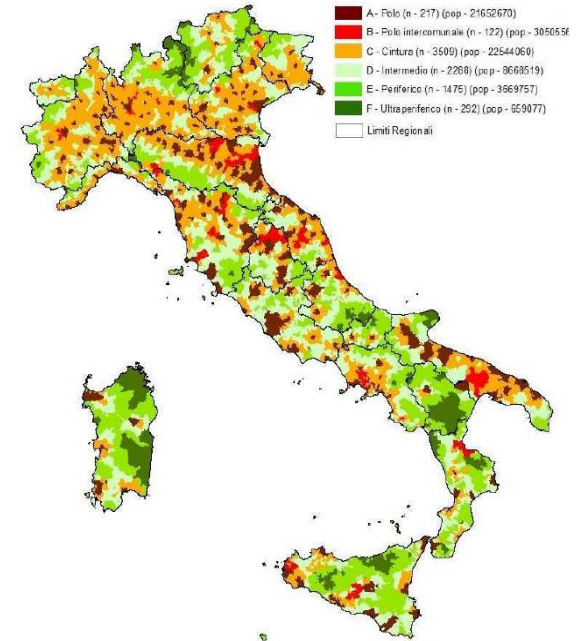 A - Polo (n - 217) (pop - 21652670)
B - Polo intercomunale (n - 122) (pop - 3050556
C - Cintura (n - 3509) (pop - 22544060)
D - Intermedio (n - 2288) (pop - 8668519)
E - Periferico (n - 1475) (pop - 3669757)
F - Ultraperiferico (n - 292) (pop - 659077)
Limiti Regionali